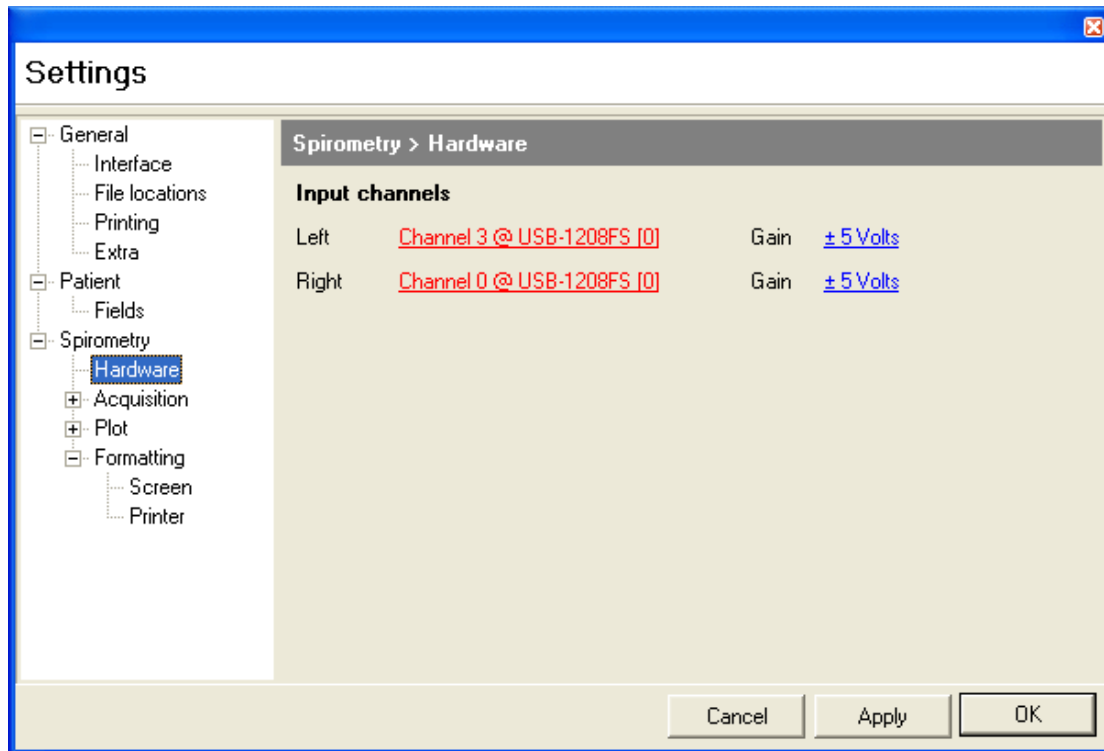 Settings
General
Interface
File locations
Printing
Extra
Patient
Fields
Spirometry
Hardware
Acquisition
Plot
Formatting
Screen
Printer
Spirometry > Hardware
Input channels
Left Channel 3 @ USB-1208FS [0] Gain ± 5 Volts
Right Channel 0 @ USB-1208FS [0] Gain ± 5 Volts
Cancel Apply OK